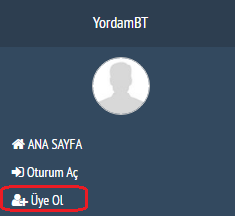 YordamBT
ANA SAYFA
Oturum Aç
Üye Ol